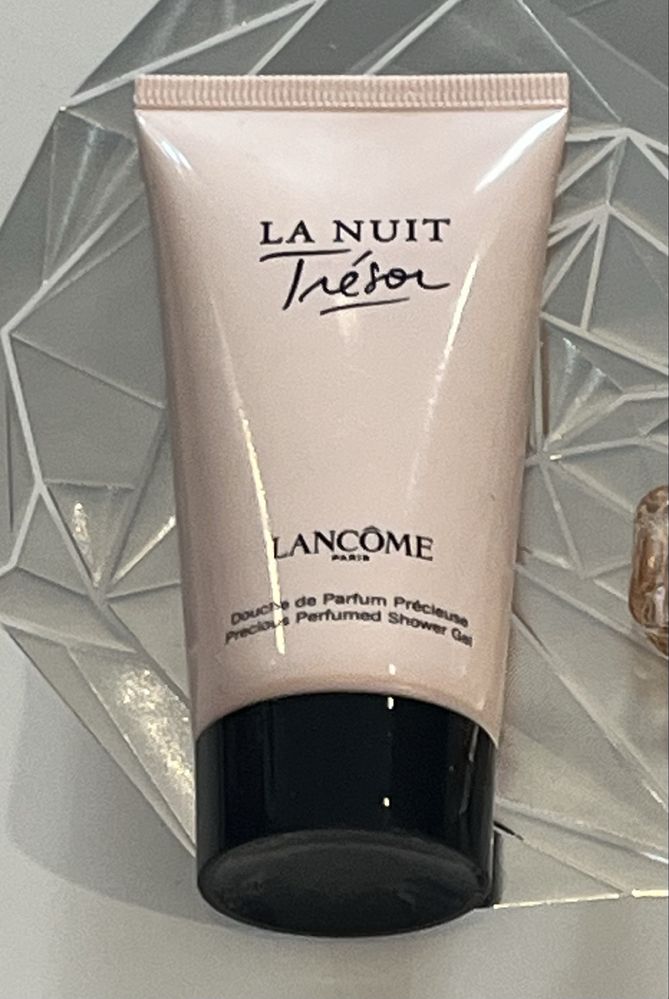 LA NUIT
Trésor
LANCÔME
PARIS
Douche de Parfum Précieuse
Precious Perfumed Shower Gel